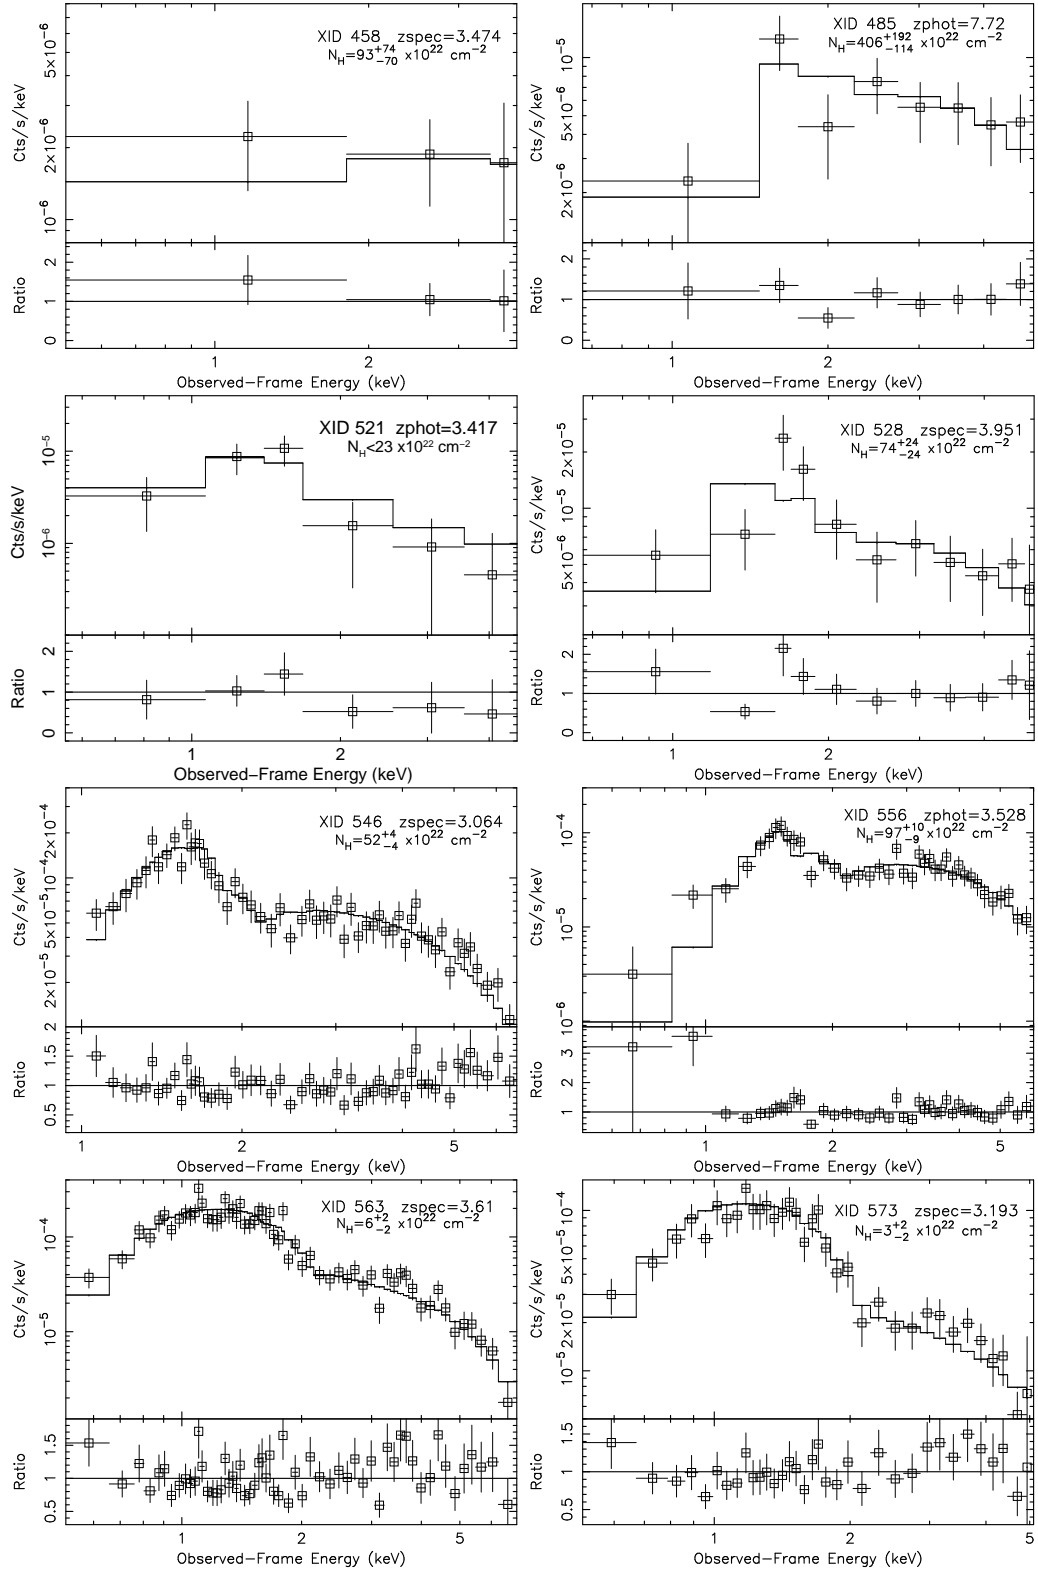 XID 458 zspec=3.474
N_H=93^{+74}_{-70} x10^{22} cm^{-2}
Cts/s/keV
5×10^{-6}
2×10^{-6}
10^{-6}
Ratio
2
1
0
1 2
Observed-Frame Energy (keV)
XID 485 zphot=7.72
N_H=406^{+192}_{-114} x10^{22} cm^{-2}
Cts/s/keV
10^{-5}
5×10^{-6}
2×10^{-6}
Ratio
2
1
0
1 2
Observed-Frame Energy (keV)
XID 521 zphot=3.417
N_H<23 x10^{22} cm^{-2}
Cts/s/keV
10^{-5}
10^{-6}
Ratio
2
1
0
1 2
Observed-Frame Energy (keV)
XID 528 zspec=3.951
N_H=74^{+24}_{-24} x10^{22} cm^{-2}
Cts/s/keV
2×10^{-5}
10^{-5}
5×10^{-6}
Ratio
2
1
0
1 2
Observed-Frame Energy (keV)
XID 546 zspec=3.064
N_H=52^{+4}_{-4} x10^{22} cm^{-2}
Cts/s/keV
2×10^{-4}
10^{-4}
5×10^{-5}
2×10^{-5}
Ratio
2
1.5
1
0.5
1 2 5
Observed-Frame Energy (keV)
XID 556 zphot=3.528
N_H=97^{+10}_{-9} x10^{22} cm^{-2}
Cts/s/keV
10^{-4}
10^{-5}
10^{-6}
Ratio
3
2
1
1 2 5
Observed-Frame Energy (keV)
XID 563 zspec=3.61
N_H=6^{+2}_{-2} x10^{22} cm^{-2}
Cts/s/keV
10^{-4}
10^{-5}
Ratio
1.5
1
0.5
1 2 5
Observed-Frame Energy (keV)
XID 573 zspec=3.193
N_H=3^{+2}_{-2} x10^{22} cm^{-2}
Cts/s/keV
10^{-4}
5×10^{-5}
2×10^{-5}
10^{-5}
Ratio
1.5
1
0.5
1 2 5
Observed-Frame Energy (keV)